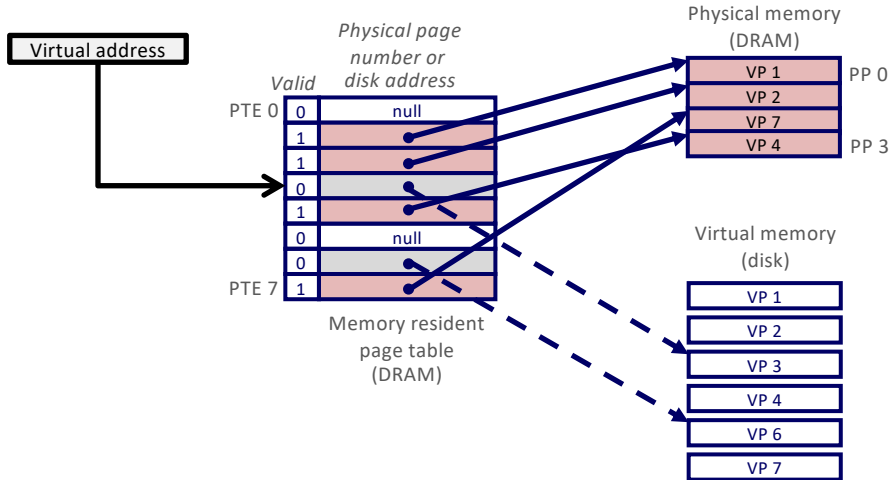 Virtual address
Physical page
number or
disk address
Valid
PTE 0
0
null
1
1
0
1
0
null
0
PTE 7
1
Memory resident
page table
(DRAM)
Physical memory
(DRAM)
VP 1
PP 0
VP 2
VP 7
VP 4
PP 3
Virtual memory
(disk)
VP 1
VP 2
VP 3
VP 4
VP 6
VP 7